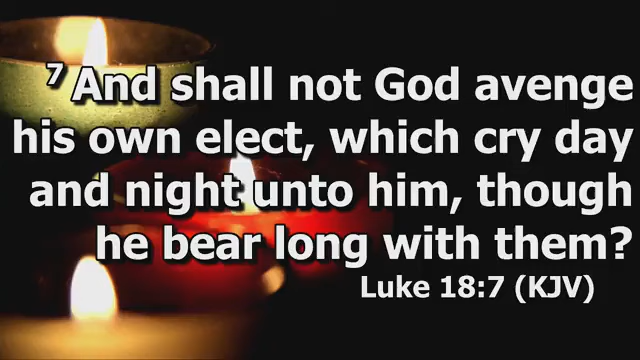 7 And shall not God avenge
his own elect, which cry day
and night unto him, though
he bear long with them?
Luke 18:7 (KJV)